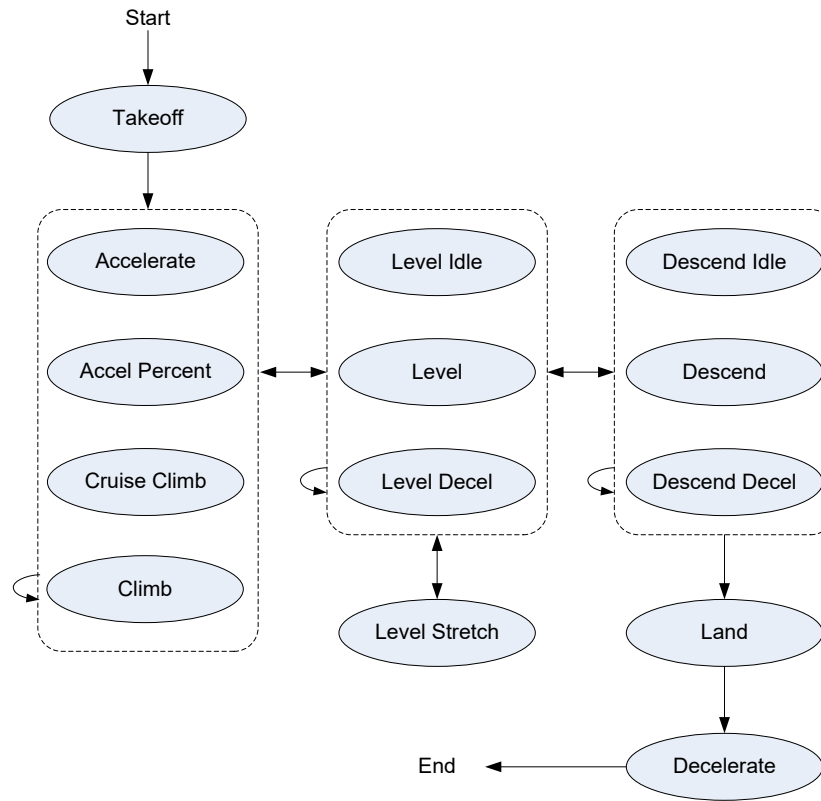 Start
Takeoff
Accelerate
Level Idle
Descend Idle
Accel Percent
Level
Descend
Cruise Climb
Level Decel
Descend Decel
Climb
Level Stretch
Land
End
Decelerate